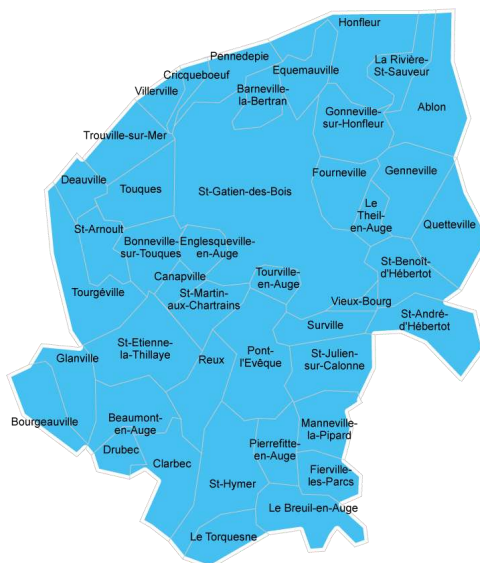 Honfleur
Pennedepie
La Rivière-
St-Sauveur
Cricqueboeuf
Equemauville
Villerville
Barneville-
la-Bertran
Ablon
Gonneville-
sur-Honfleur
Trouville-sur-Mer
Deauville
Touques
St-Gatien-des-Bois
Fourneville
Genneville
Le
Theil-
en-Auge
Quetteville
St-Arnoult
Bonneville-
sur-Touques
Englesqueville-
en-Auge
St-Benoît-
d'Hébertot
Canapville
Tourville-
en-Auge
Tourgéville
St-Martin-
aux-Chartrains
Vieux-Bourg
St-André-
d'Hébertot
Surville
St-Etienne-
la-Thillaye
Glanville
Reux
Pont-
l'Evêque
St-Julien-
sur-Calonne
Bourgeauville
Beaumont-
en-Auge
Manneville-
la-Pipard
Drubec
Pierrefitte-
en-Auge
Clarbec
Fierville-
les-Parcs
St-Hymer
Le Breuil-en-Auge
Le Torquesne